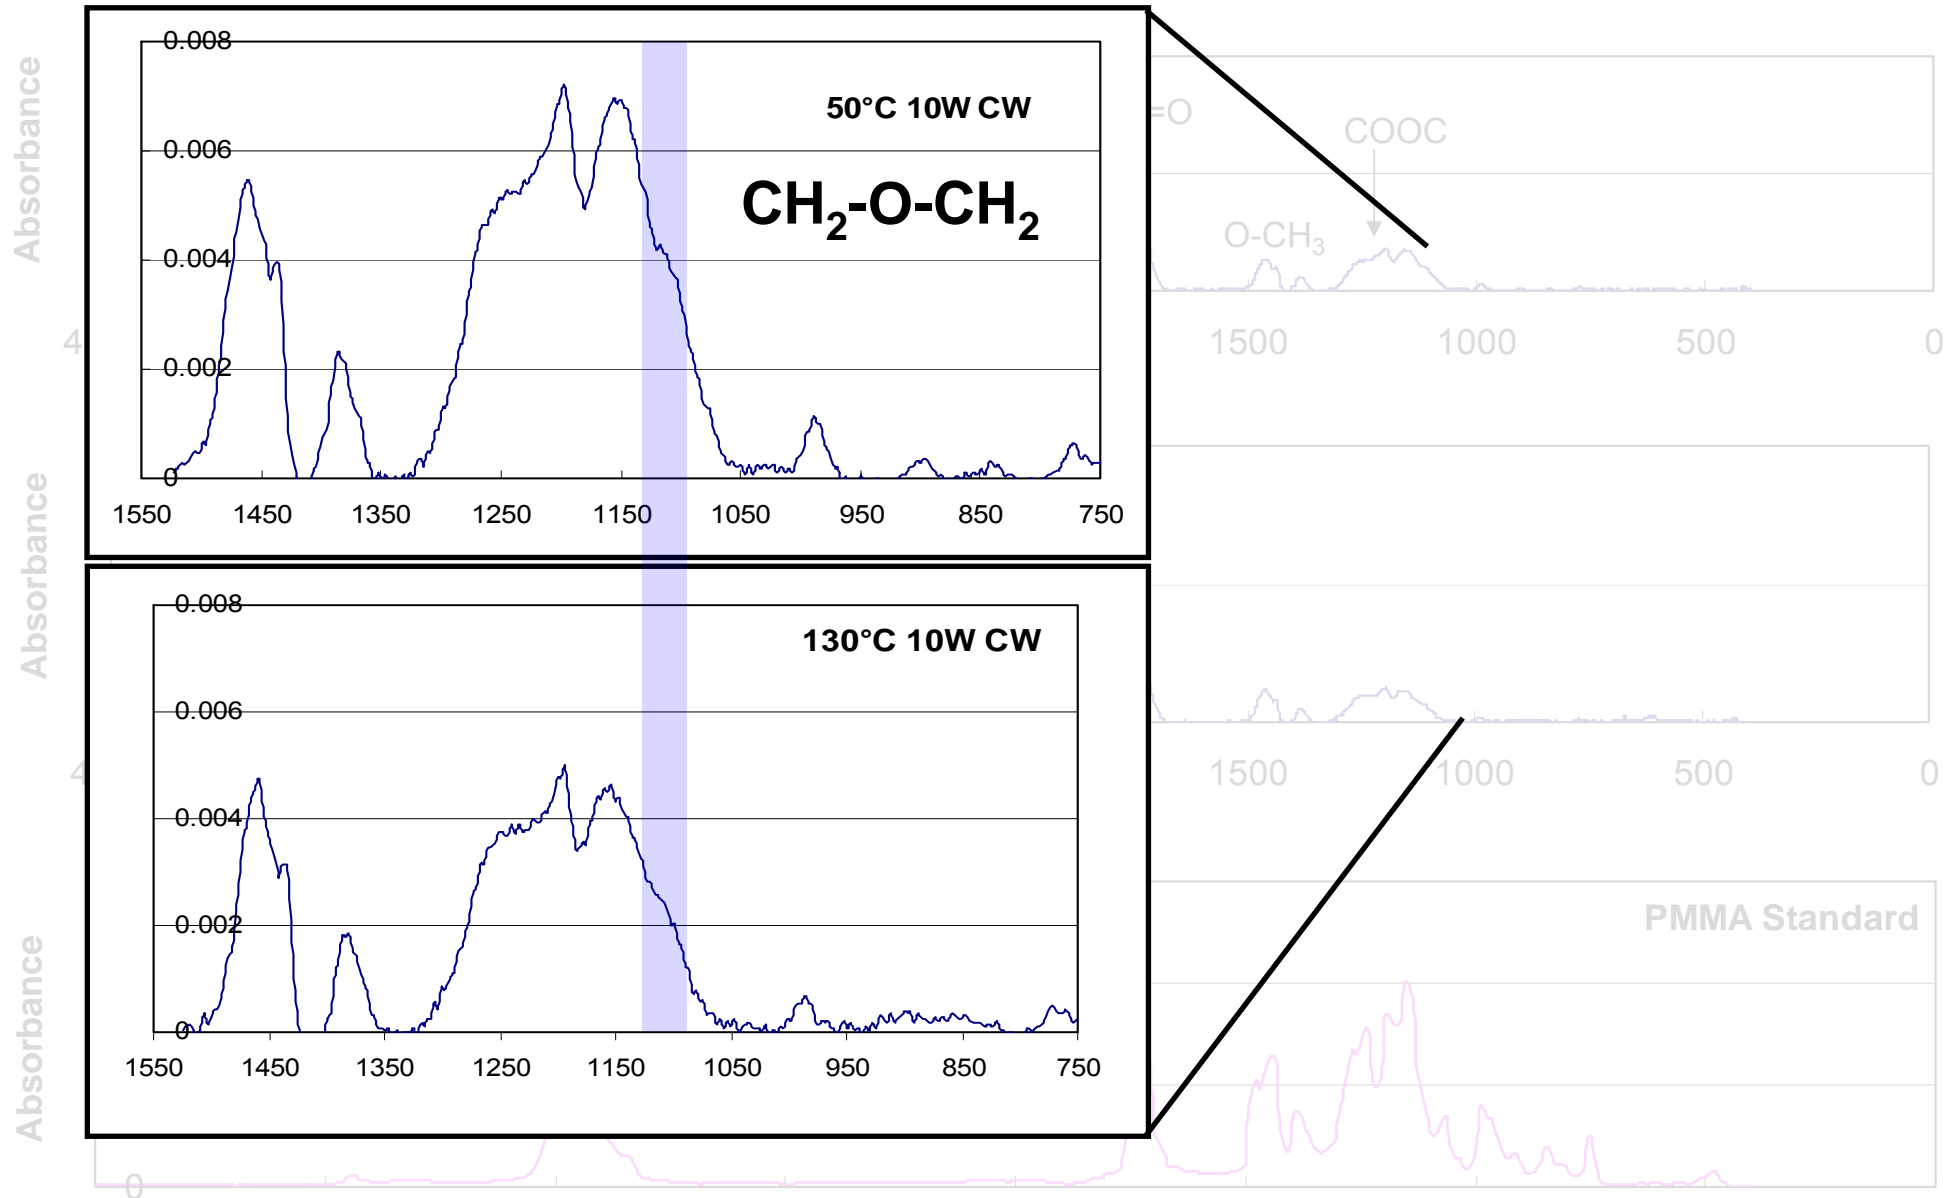 0.008
50°C 10W CW
0.006
CH₂-O-CH₂
0.004
0.002
0
1550 1450 1350 1250 1150 1050 950 850 750
0.008
130°C 10W CW
0.006
0.004
0.002
0
1550 1450 1350 1250 1150 1050 950 850 750
Absorbance
=O
COOC
O-CH₃
4
1500 1000 500 0
Absorbance
4
1500 1000 500 0
Absorbance
PMMA Standard
0